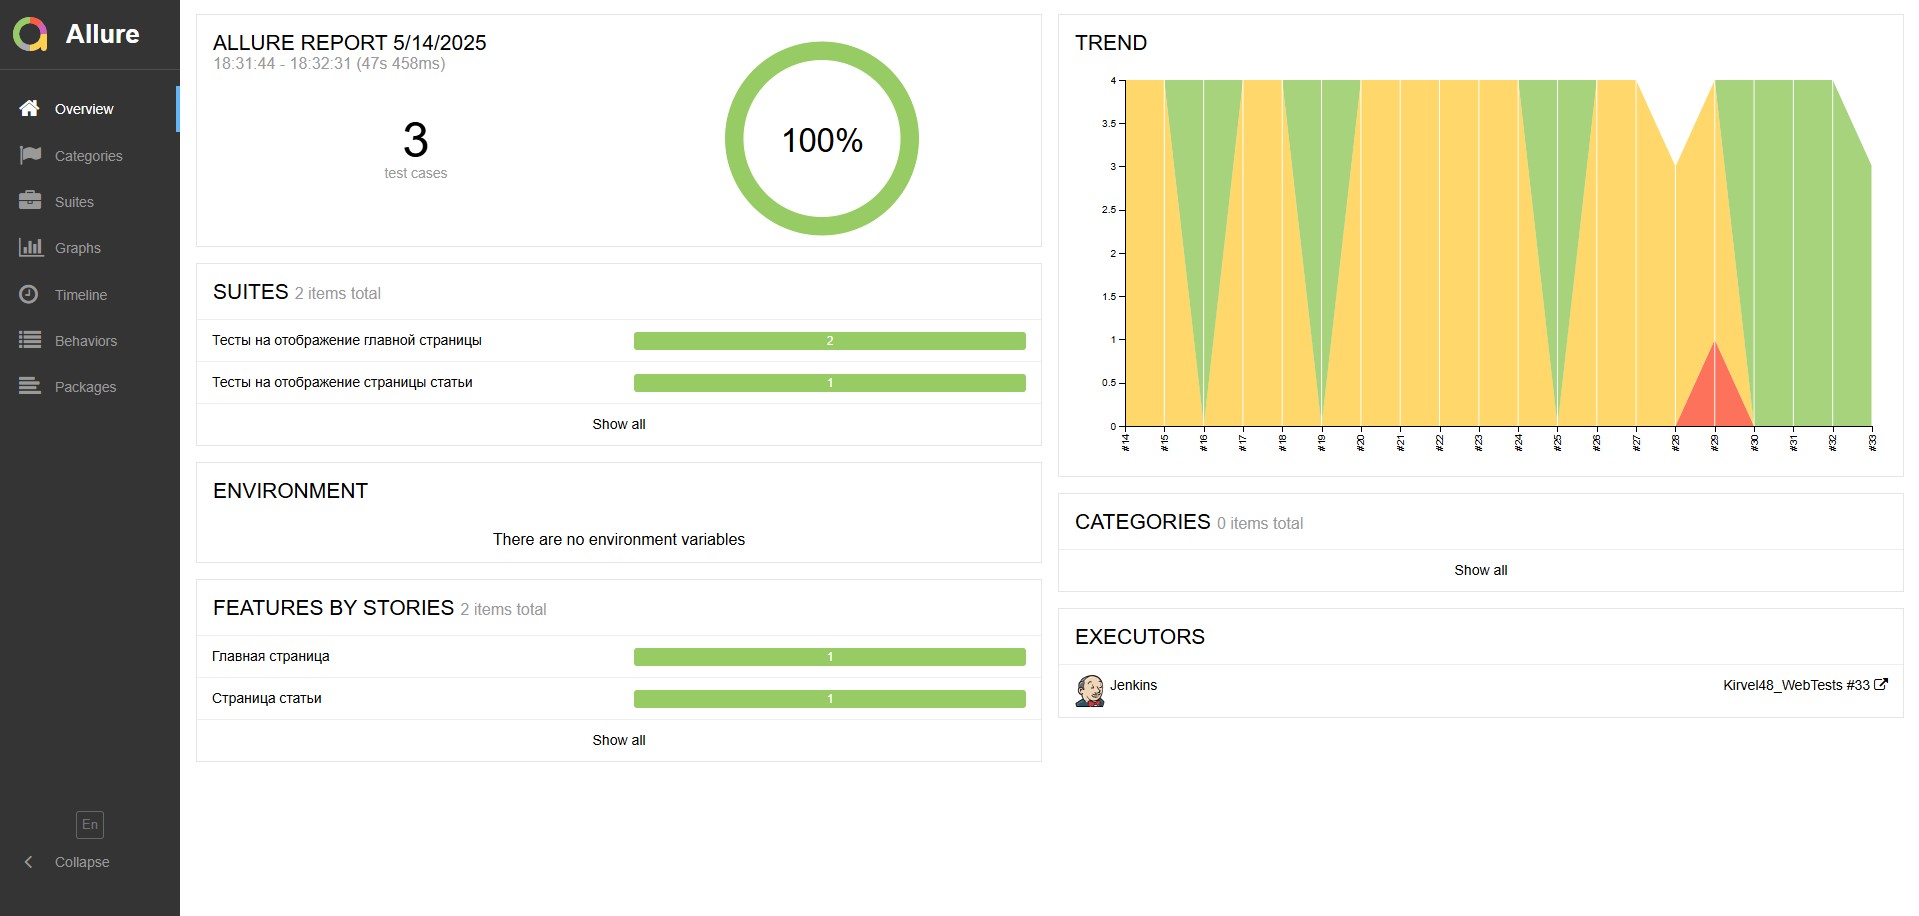 Allure
Overview
Categories
Suites
Graphs
Timeline
Behaviors
Packages
En
Collapse
ALLURE REPORT 5/14/2025
18:31:44 - 18:32:31 (47s 458ms)
3
test cases
100%
SUITES 2 items total
Тесты на отображение главной страницы 2
Тесты на отображение страницы статьи 1
Show all
ENVIRONMENT
There are no environment variables
FEATURES BY STORIES 2 items total
Главная страница 1
Страница статьи 1
Show all
TREND
4
3.5
3
2.5
2
1.5
1
0.5
0
#14 #15 #16 #17 #18 #19 #20 #21 #22 #23 #24 #25 #26 #27 #28 #29 #30 #31 #32 #33
CATEGORIES 0 items total
Show all
EXECUTORS
Jenkins Kirvel48_WebTests #33